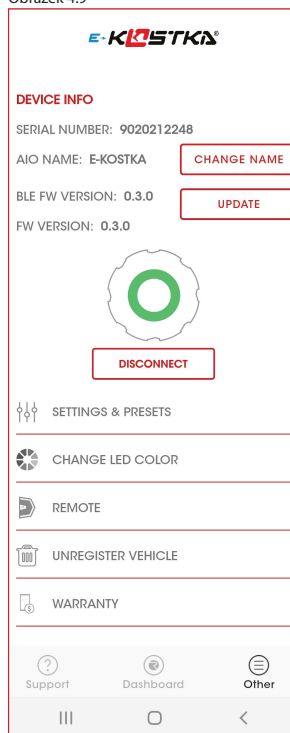 Obrázek 4.9
E-KOSTKA®
DEVICE INFO
SERIAL NUMBER: 9020212248
AIO NAME: E-KOSTKA
CHANGE NAME
BLE FW VERSION: 0.3.0
UPDATE
FW VERSION: 0.3.0
DISCONNECT
SETTINGS & PRESETS
CHANGE LED COLOR
REMOTE
UNREGISTER VEHICLE
WARRANTY
Support
Dashboard
Other